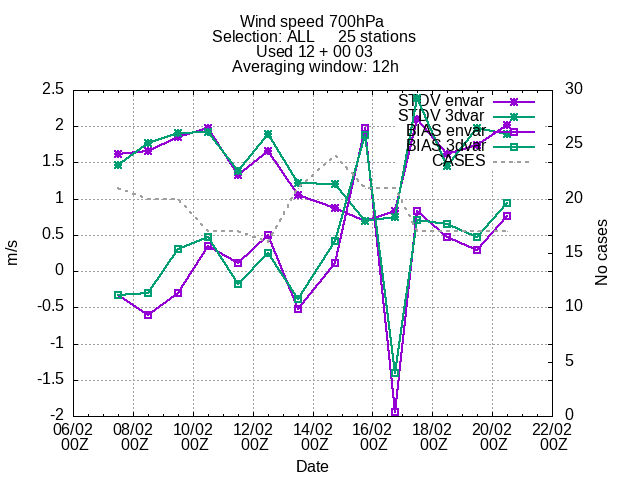 Wind speed 700hPa
Selection: ALL 25 stations
Used 12 + 00 03
Averaging window: 12h
STDV envar
STDV 3dvar
BIAS envar
BIAS 3dvar
CASES
2.5
2
1.5
1
0.5
0
-0.5
-1
-1.5
-2
m/s
30
25
20
15
10
5
0
No cases
06/02 08/02 10/02 12/02 14/02 16/02 18/02 20/02 22/02
00Z 00Z 00Z 00Z 00Z 00Z 00Z 00Z 00Z
Date